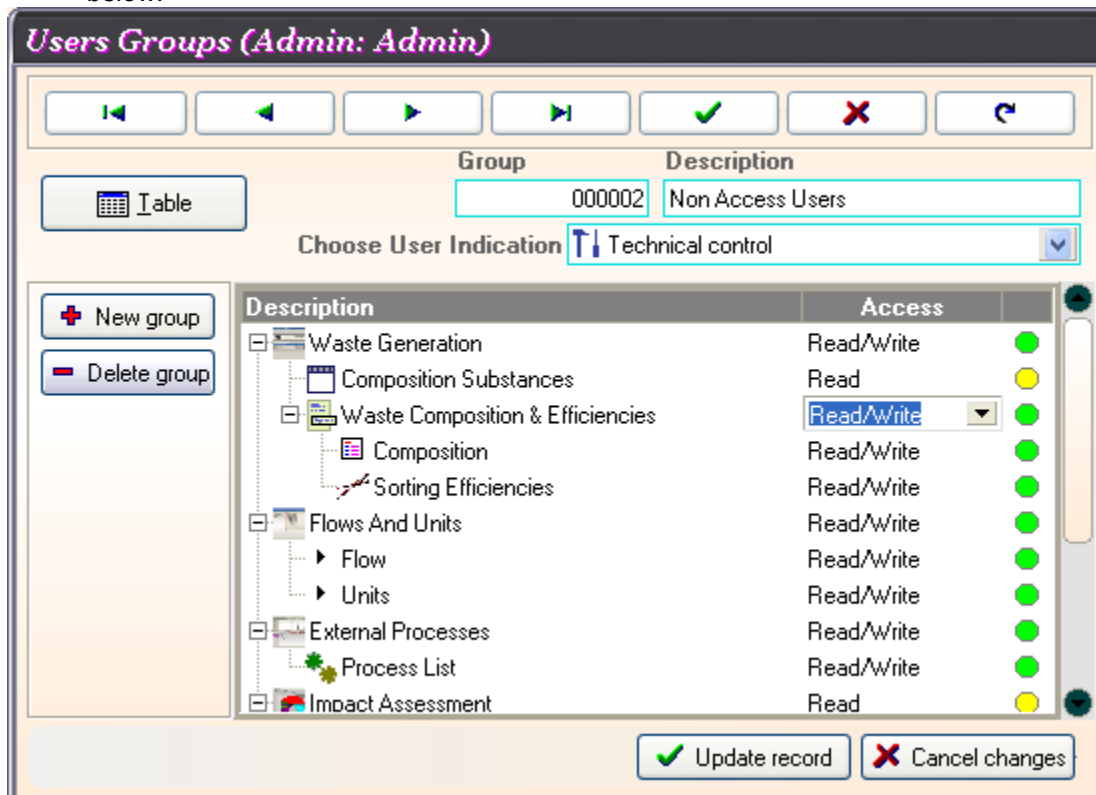 Users Groups (Admin: Admin)
Group Description
Table 000002 Non Access Users
Choose User Indication Technical control
New group
Delete group
Description Access
Waste Generation Read/Write
Composition Substances Read
Waste Composition & Efficiencies Read/Write
Composition Read/Write
Sorting Efficiencies Read/Write
Flows And Units Read/Write
Flow Read/Write
Units Read/Write
External Processes Read/Write
Process List Read/Write
Impact Assessment Read
Update record Cancel changes